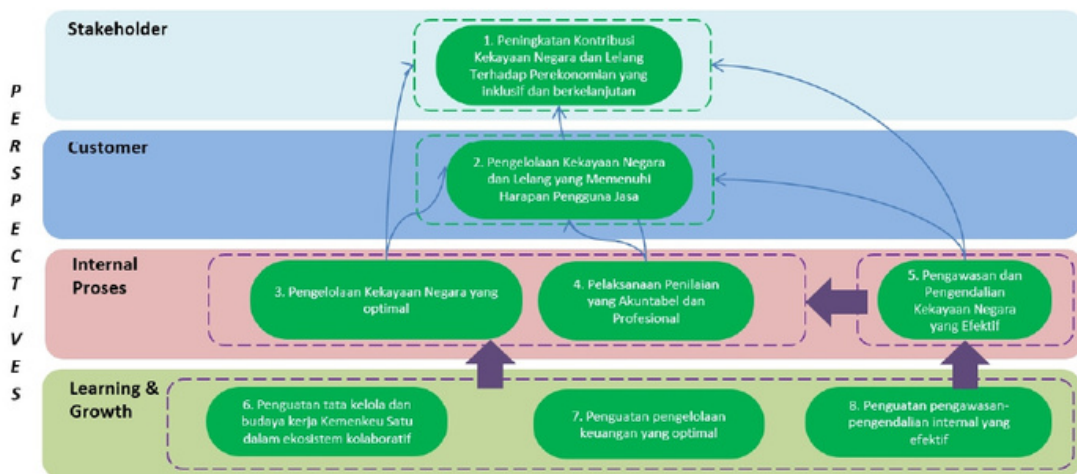 PERSPECTIVES
Stakeholder
1. Peningkatan Kontribusi
Kekayaan Negara dan Lelang
Terhadap Perekonomian yang
inklusif dan berkelanjutan
Customer
2. Pengelolaan Kekayaan Negara
dan Lelang yang Memenuhi
Harapan Pengguna Jasa
Internal
Proses
3. Pengelolaan Kekayaan Negara yang
optimal
4. Pelaksanaan Penilaian
yang Akuntabel dan
Profesional
5. Pengawasan dan
Pengendalian
Kekayaan Negara
yang Efektif
Learning &
Growth
6. Penguatan tata kelola dan
budaya kerja Kemenkeu Satu
dalam ekosistem kolaboratif
7. Penguatan pengelolaan
keuangan yang optimal
8. Penguatan pengawasan-
pengendalian internal yang
efektif